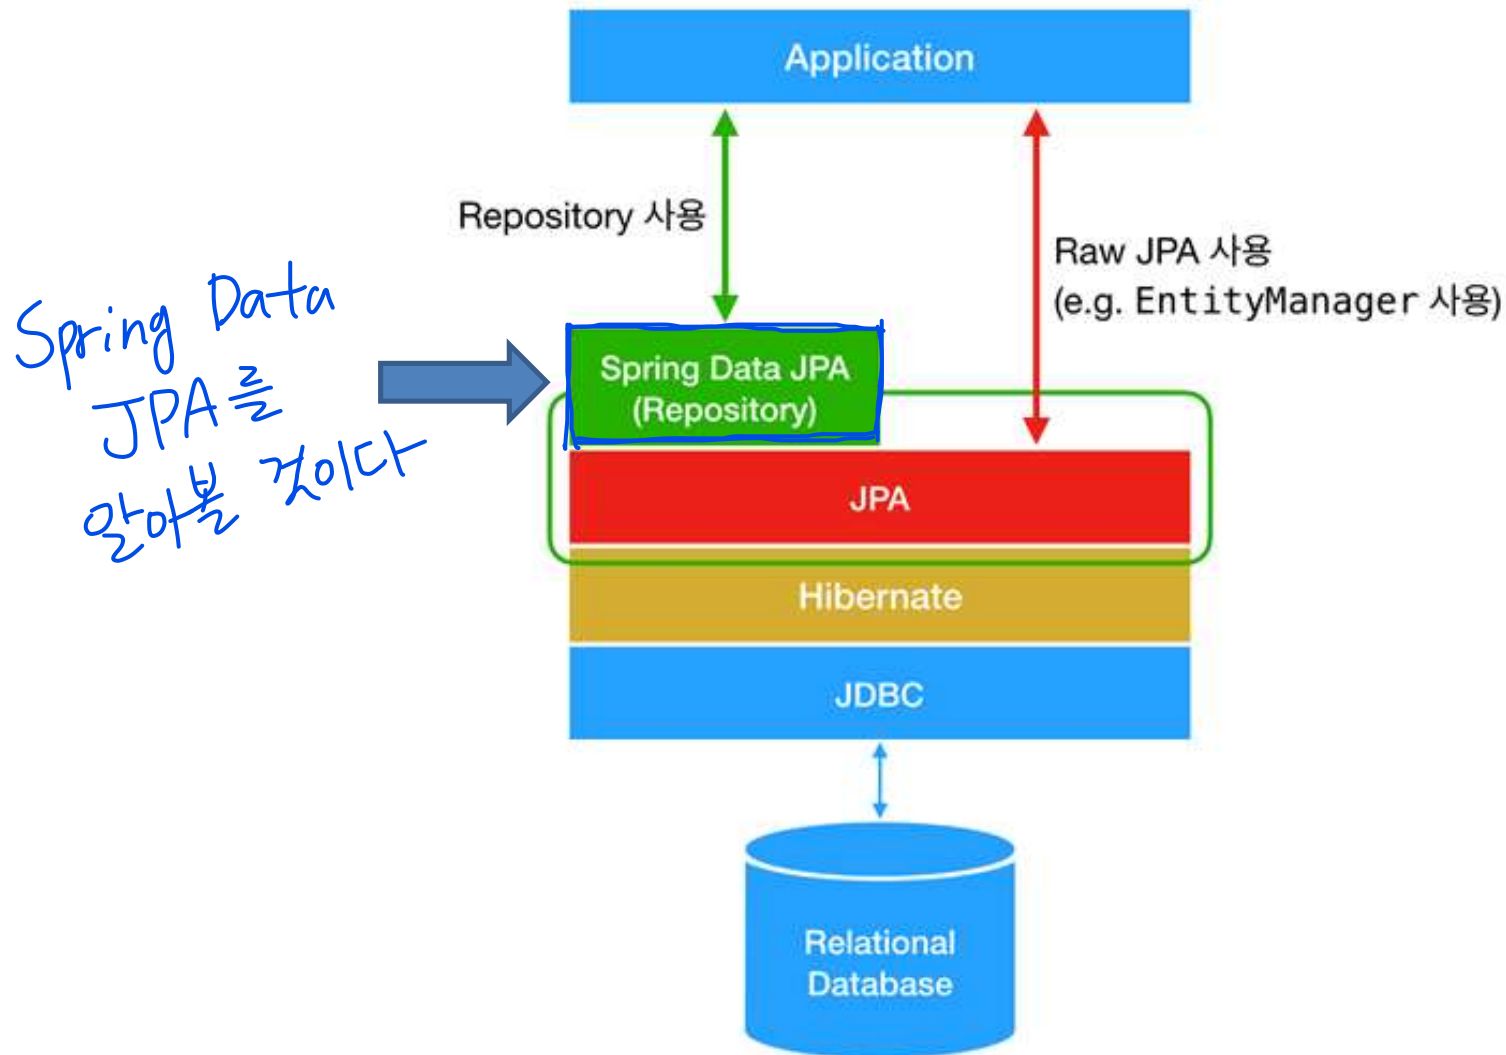 Application
Repository 사용
Raw JPA 사용
(e.g. EntityManager 사용)
Spring Data
JPA를
알아볼 것이다
Spring Data JPA
(Repository)
JPA
Hibernate
JDBC
Relational
Database